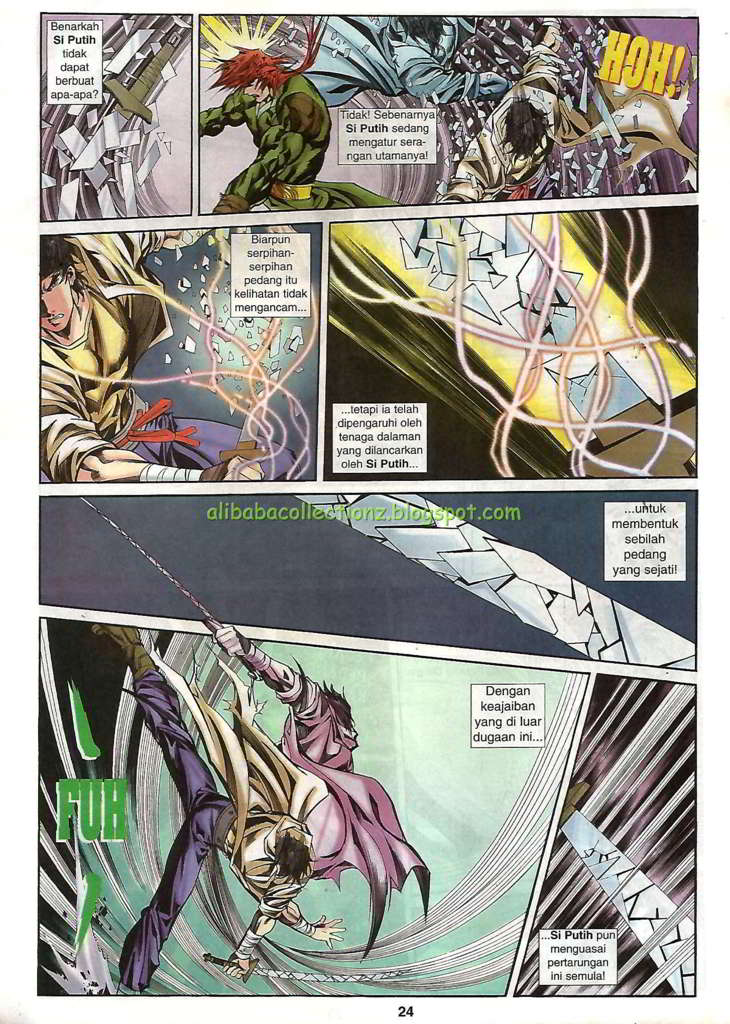 Benarkah
Si Putih
tidak
dapat
berbuat
apa-apa?
HOH!
Tidak! Sebenarnya
Si Putih sedang
mengatur sera-
ngan utamanya!
Biarpun
serpihan-
serpihan
pedang itu
kelihatan tidak
mengancam...
...tetapi ia telah
dipengaruhi oleh
tenaga dalaman
yang dilancarkan
oleh Si Putih...
alibabacollectionz.blogspot.com
...untuk
membentuk
sebilah
pedang
yang sejati!
FUH
Dengan
keajaiban
yang di luar
dugaan ini...
...Si Putih pun
menguasai
pertarungan
ini semula!
24